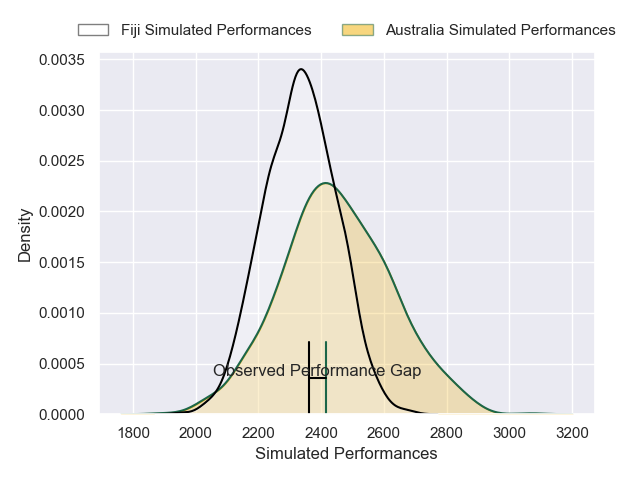 Fiji Simulated Performances
Australia Simulated Performances
0.0035
0.0030
0.0025
0.0020
0.0015
0.0010
0.0005
0.0000
Density
Observed Performance Gap
1800 2000 2200 2400 2600 2800 3000 3200
Simulated Performances